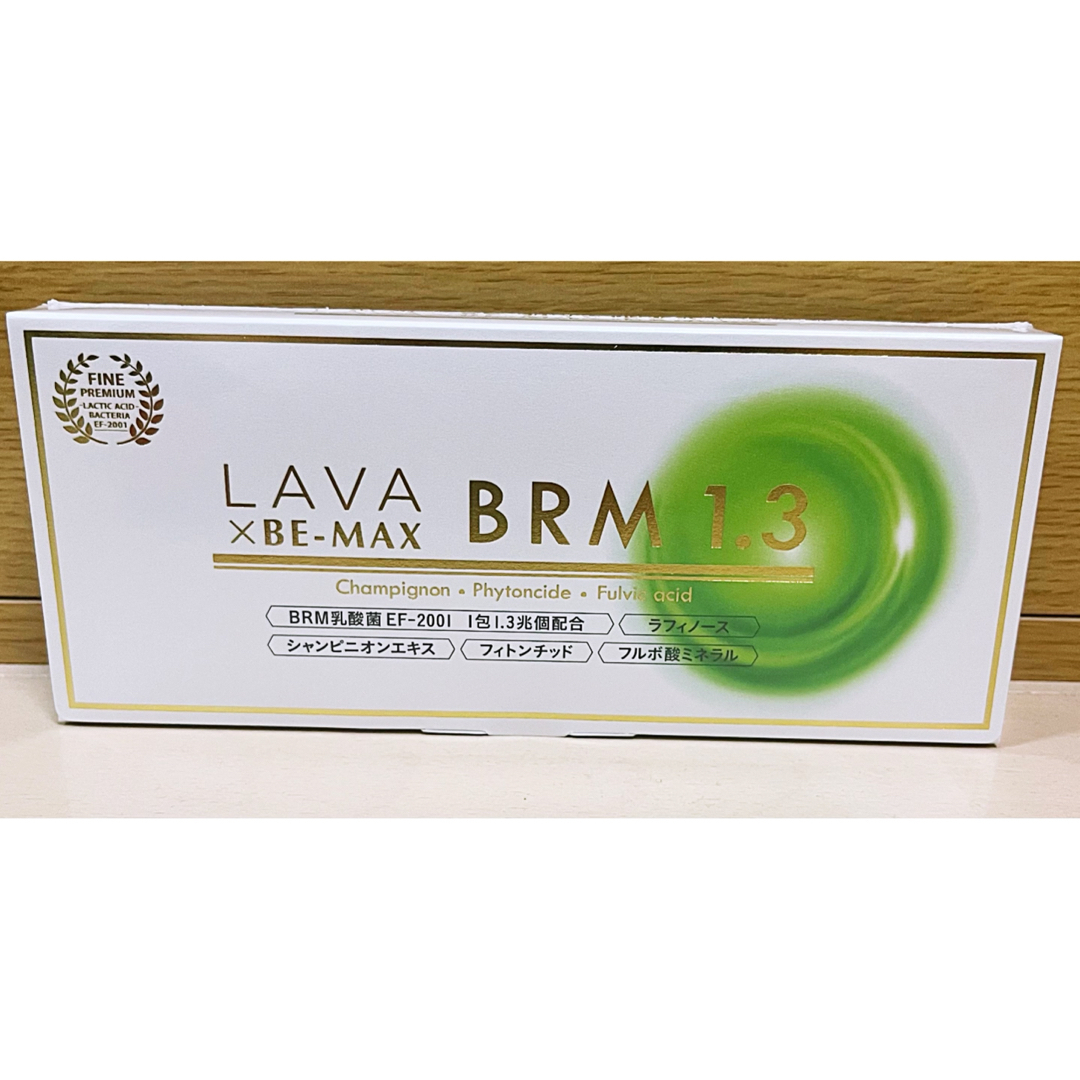 FINE
PREMIUM
-LACTIC ACID-
BACTERIA
EF-2001
LAVA
×BE-MAX
BRM 1.3
Champignon • Phytoncide • Fulvic acid
BRM乳酸菌 EF-2001 1包1.3兆個配合
ラフィノース
シャンピニオンエキス
フィトンチッド
フルボ酸ミネラル